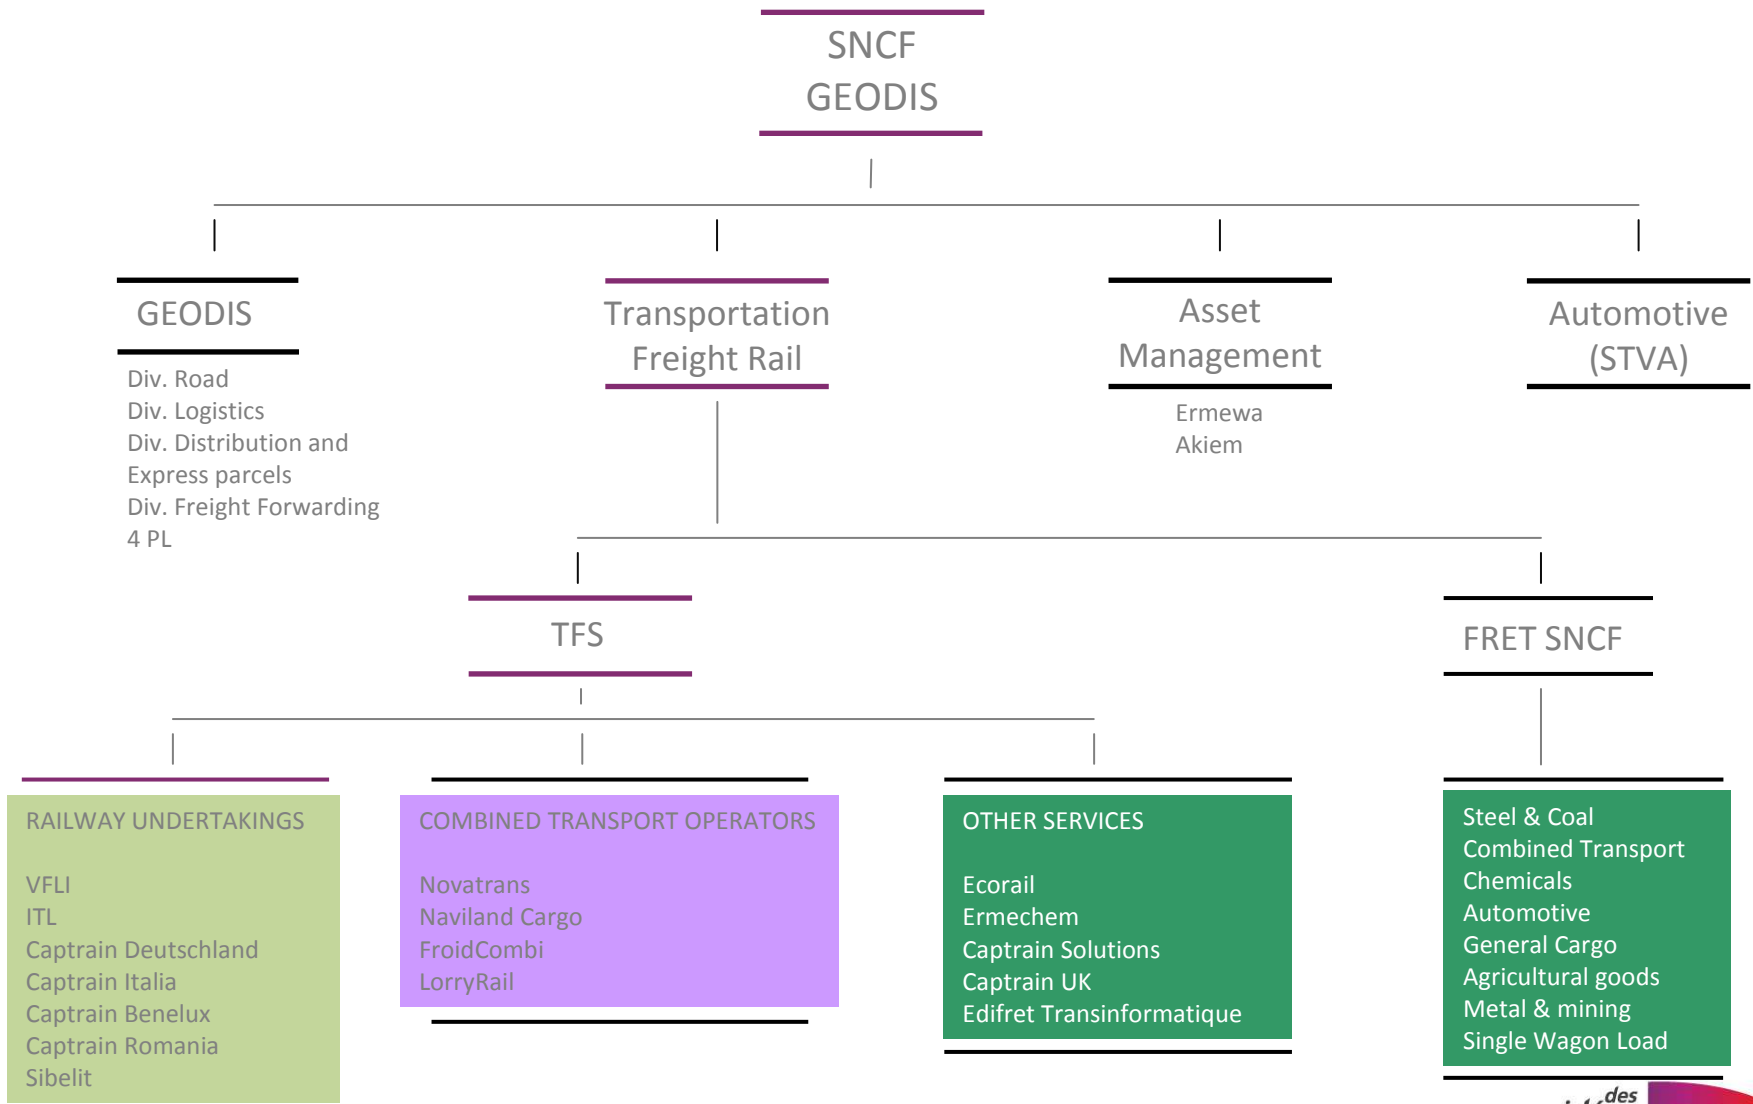 SNCF
GEODIS
GEODIS
Div. Road
Div. Logistics
Div. Distribution and
Express parcels
Div. Freight Forwarding
4 PL
Transportation
Freight Rail
Asset
Management
Ermewa
Akiem
Automotive
(STVA)
TFS
FRET SNCF
RAILWAY UNDERTAKINGS
VFLI
ITL
Captrain Deutschland
Captrain Italia
Captrain Benelux
Captrain Romania
Sibelit
COMBINED TRANSPORT OPERATORS
Novatrans
Naviland Cargo
FroidCombi
LorryRail
OTHER SERVICES
Ecorail
Ermechem
Captrain Solutions
Captrain UK
Edifret Transinformatique
Steel & Coal
Combined Transport
Chemicals
Automotive
General Cargo
Agricultural goods
Metal & mining
Single Wagon Load
des